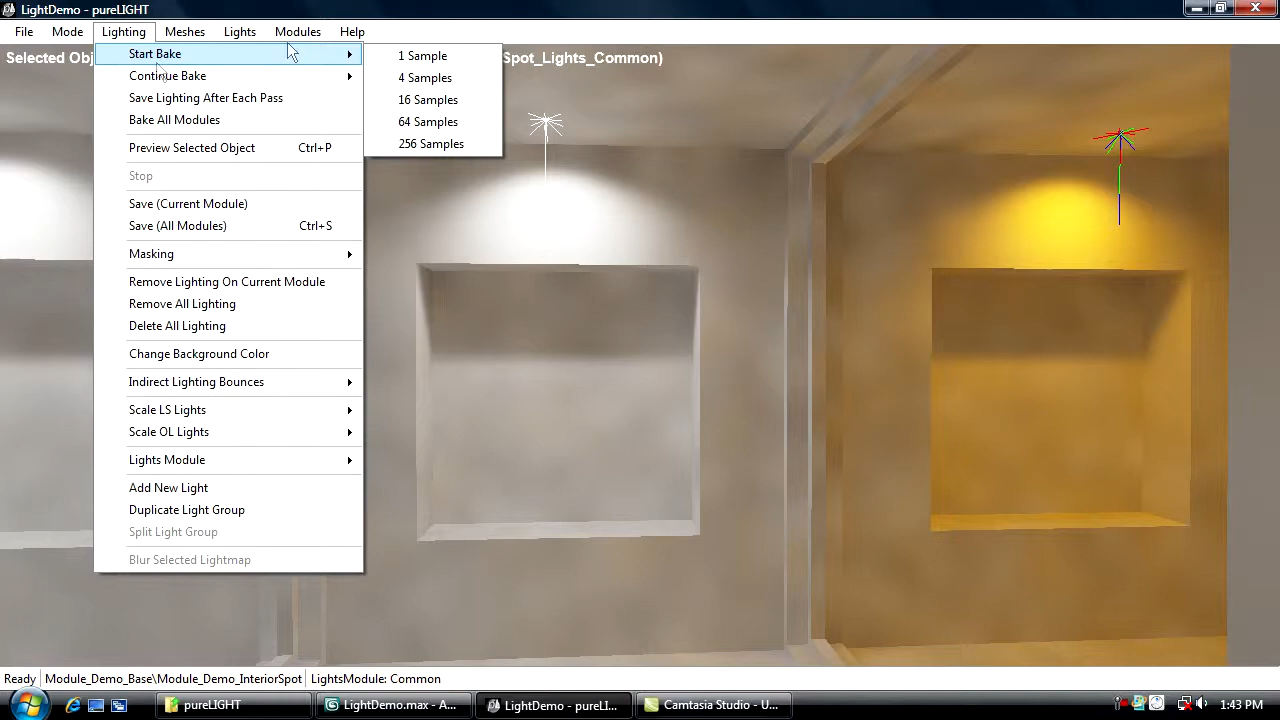 LightDemo - pureLIGHT
File Mode Lighting Meshes Lights Modules Help
Selected Obj
Spot_Lights_Common)
Start Bake
Continue Bake
Save Lighting After Each Pass
Bake All Modules
Preview Selected Object Ctrl+P
Stop
Save (Current Module)
Save (All Modules) Ctrl+S
Masking
Remove Lighting On Current Module
Remove All Lighting
Delete All Lighting
Change Background Color
Indirect Lighting Bounces
Scale LS Lights
Scale OL Lights
Lights Module
Add New Light
Duplicate Light Group
Split Light Group
Blur Selected Lightmap
1 Sample
4 Samples
16 Samples
64 Samples
256 Samples
Ready Module_Demo_Base\Module_Demo_InteriorSpot LightsModule: Common
pureLIGHT LightDemo.max - A... LightDemo - pureLI... Camtasia Studio - U... 1:43 PM